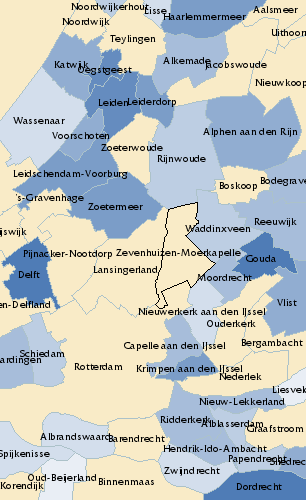 Noordwijkerhout
Lisse
Aalsmeer
Haarlemmermeer
Noordwijk
Uithoorn
Teylingen
Alkemade
Jacobswoude
Katwijk
Oegstgeest
Nieuwkoop
Leiden
Leiderdorp
Wassenaar
Voorschoten
Alphen aan den Rijn
Zoeterwoude
Rijnwoude
Leidschendam-Voorburg
Boskoop
Bodegrave
's-Gravenhage
Zoetermeer
Reeuwijk
Waddinxveen
ijswijk
Pijnacker-Nootdorp
Zevenhuizen-Moerkapelle
Gouda
Delft
Lansingerland
Moordrecht
en-Delfland
Vlist
Nieuwerkerk aan den IJssel
Ouderkerk
Bergambacht
Capelle aan den IJssel
Schiedam
ardingen
Rotterdam
Krimpen aan den IJssel
Nederlek
Liesveld
Nieuw-Lekkerland
Ridderkerk
Alblasserdam
Graafstroom
Albrandswaard
Barendrecht
Hendrik-Ido-Ambacht
Spijkenisse
Papendrecht
Sliedrec
Zwijndrecht
Oud-Beijerland
Korendijk
Binnenmaas
Dordrecht